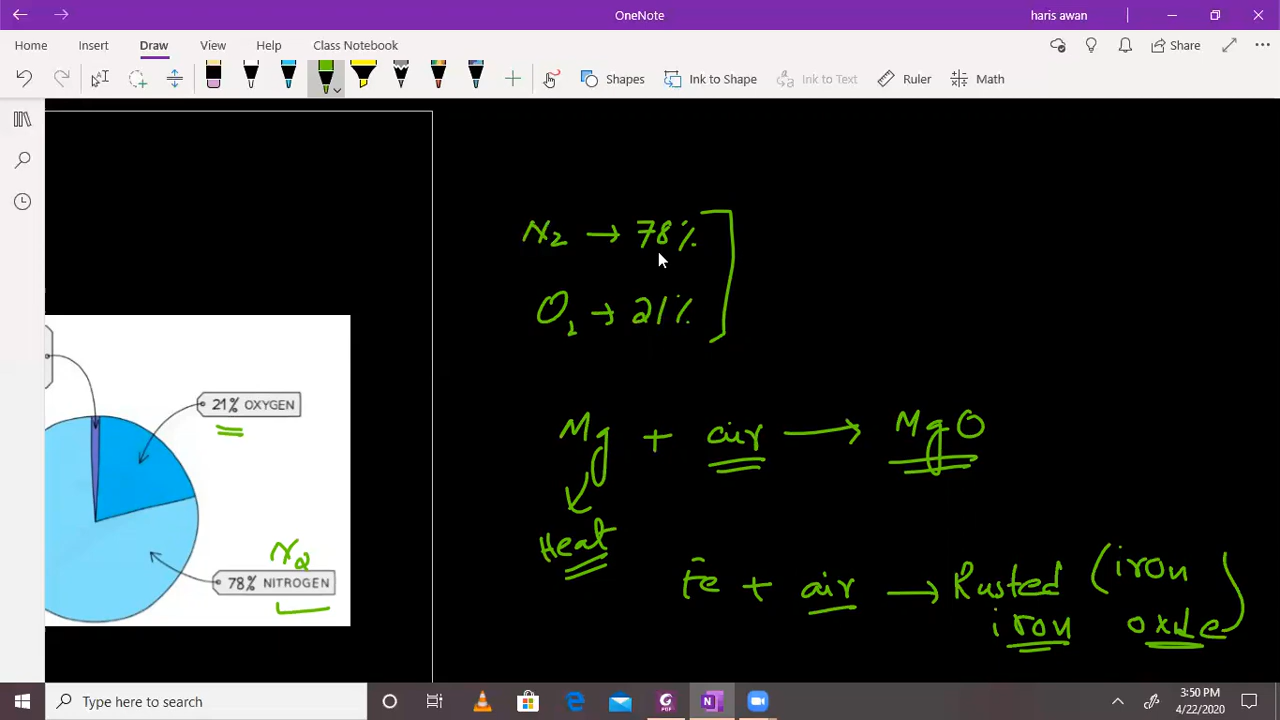 OneNote
haris awan
Home Insert Draw View Help Class Notebook
Share
Shapes Ink to Shape Ink to Text Ruler Math
N2 → 78%
O2 → 21%
21% OXYGEN
Mg + air → MgO
Heat
N2
78% NITROGEN
Fe + air → Rusted (iron
iron oxide)
Type here to search
3:50 PM
4/22/2020